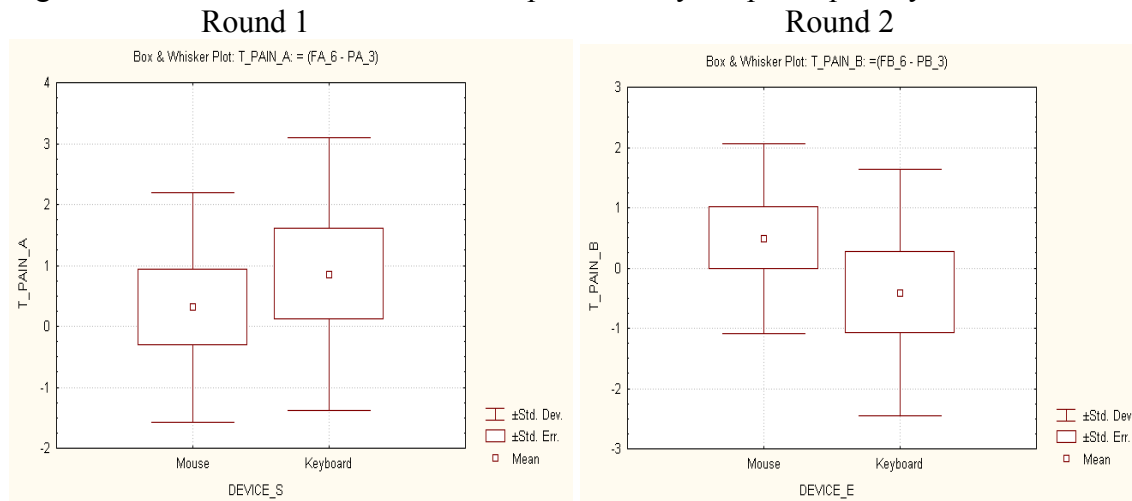 Round 1
Round 2
Box & Whisker Plot: T_PAIN_A: = (FA_6 - PA_3)
4
3
2
1
0
-1
-2
T_PAIN_A
Mouse
Keyboard
DEVICE_S
±Std. Dev.
±Std. Err.
Mean
Box & Whisker Plot: T_PAIN_B: =(FB_6 - PB_3)
3
2
1
0
-1
-2
-3
T_PAIN_B
Mouse
Keyboard
DEVICE_E
±Std. Dev.
±Std. Err.
Mean